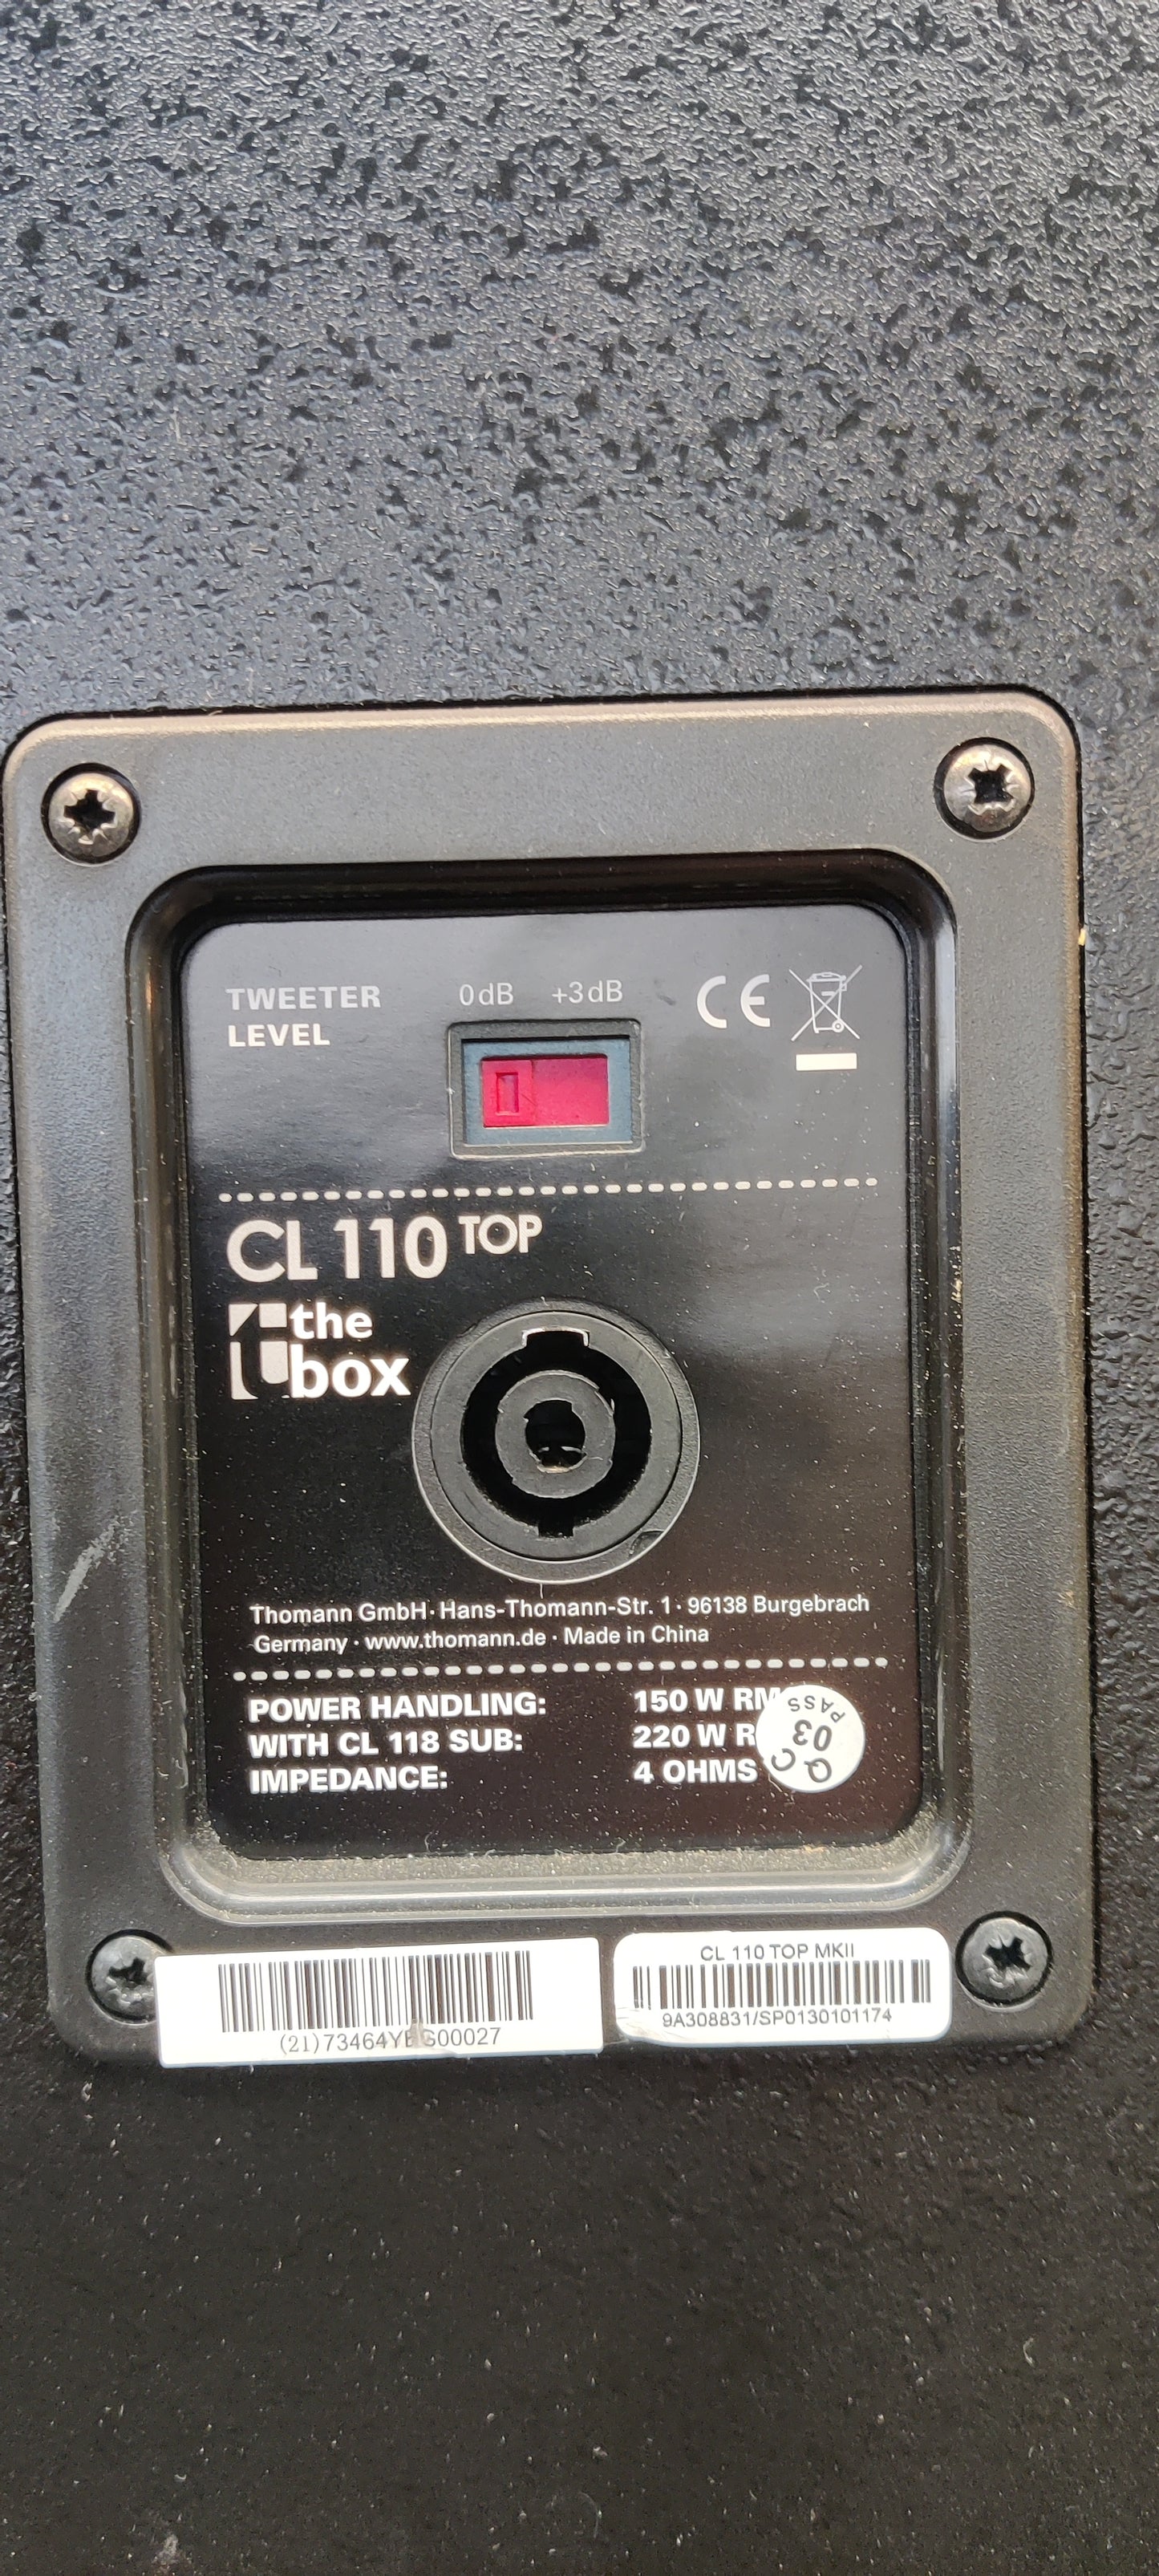 TWEETER
LEVEL
0dB +3dB
CE
CL 110 TOP
the
box
Thomann GmbH · Hans-Thomann-Str. 1 · 96138 Burgebrach
Germany · www.thomann.de · Made in China
POWER HANDLING: 150 W
WITH CL 118 SUB: 220 W
IMPEDANCE: 4 OHMS
QC
03
PASS
CL 110 TOP MKII
9A308831/SP0130101174